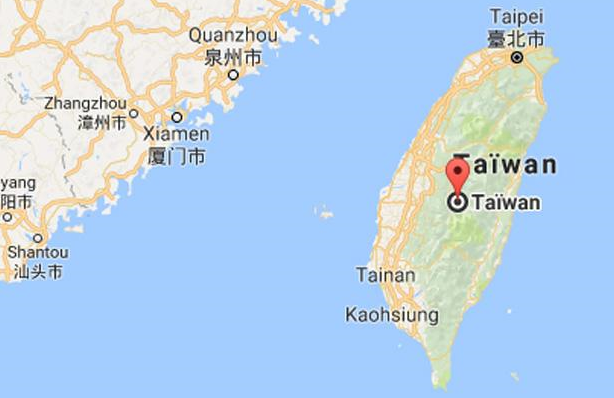 Taipei
臺北市
Quanzhou
泉州市
Zhangzhou
漳州市
Xiamen
厦门市
Taïwan
Taïwan
yang
阳市
Shantou
汕头市
Tainan
Kaohsiung